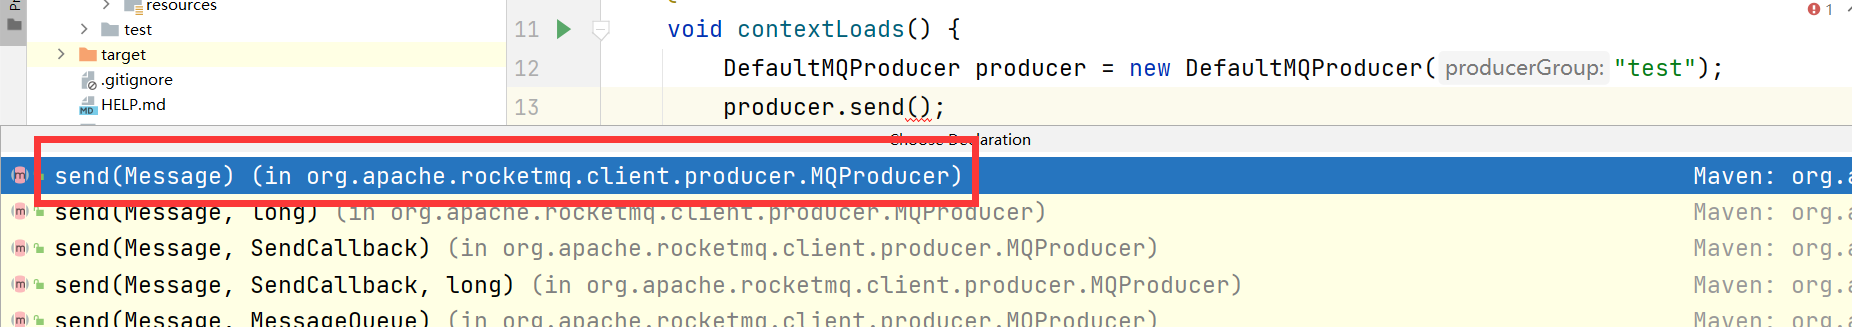 resources
test
target
.gitignore
HELP.md
1
11 void contextLoads() {
12 DefaultMQProducer producer = new DefaultMQProducer( producerGroup: "test");
13 producer.send();
Choose Declaration
send(Message) (in org.apache.rocketmq.client.producer.MQProducer) Maven: org.a
send(Message, long) (in org.apache.rocketmq.client.producer.MQProducer) Maven: org.a
send(Message, SendCallback) (in org.apache.rocketmq.client.producer.MQProducer) Maven: org.a
send(Message, SendCallback, long) (in org.apache.rocketmq.client.producer.MQProducer) Maven: org.a
send(Message, MessageQueue) (in org.apache.rocketmq.client.producer.MQProducer) Maven: org.a